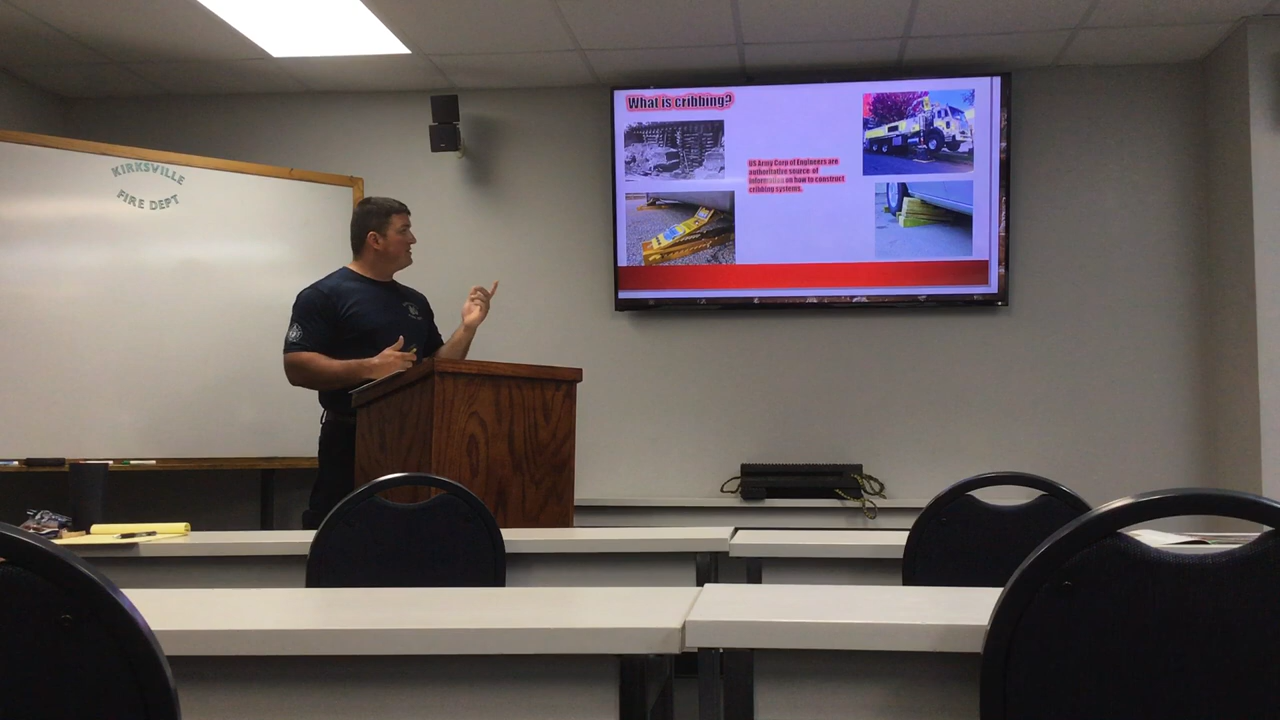 KIRKSVILLE
FIRE DEPT
What is cribbing?
US Army Corp of Engineers are
authoritative source of
information on how to construct
cribbing systems.